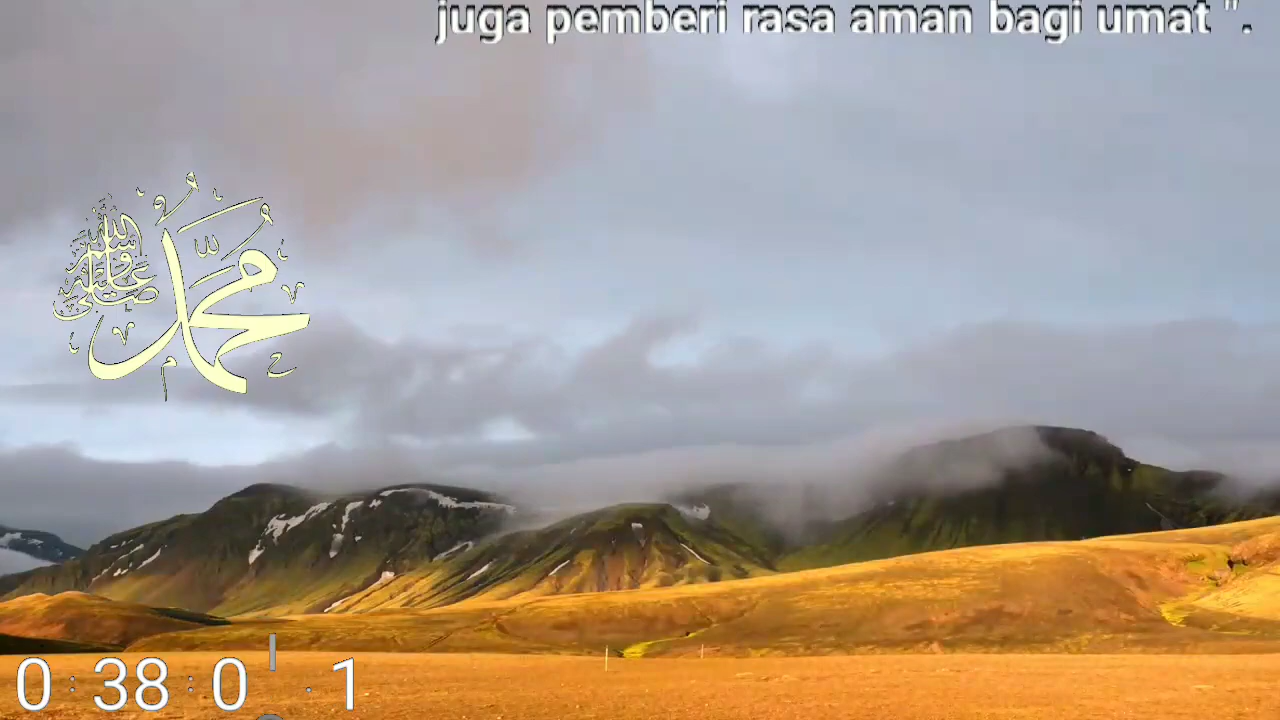 juga pemberi rasa aman bagi umat ".
محمد
صلى الله عليه وسلم
0:38:0 . 1